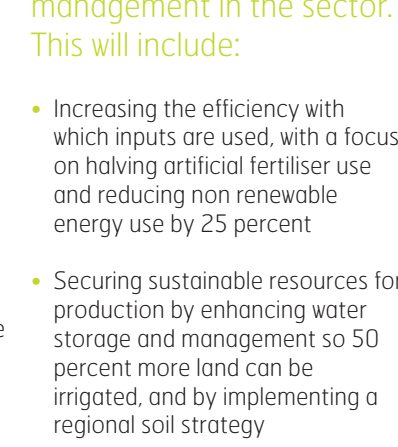 management in the sector.
This will include:
• Increasing the efficiency with
which inputs are used, with a focus
on halving artificial fertiliser use
and reducing non renewable
energy use by 25 percent
• Securing sustainable resources for
production by enhancing water
storage and management so 50
percent more land can be
irrigated, and by implementing a
regional soil strategy